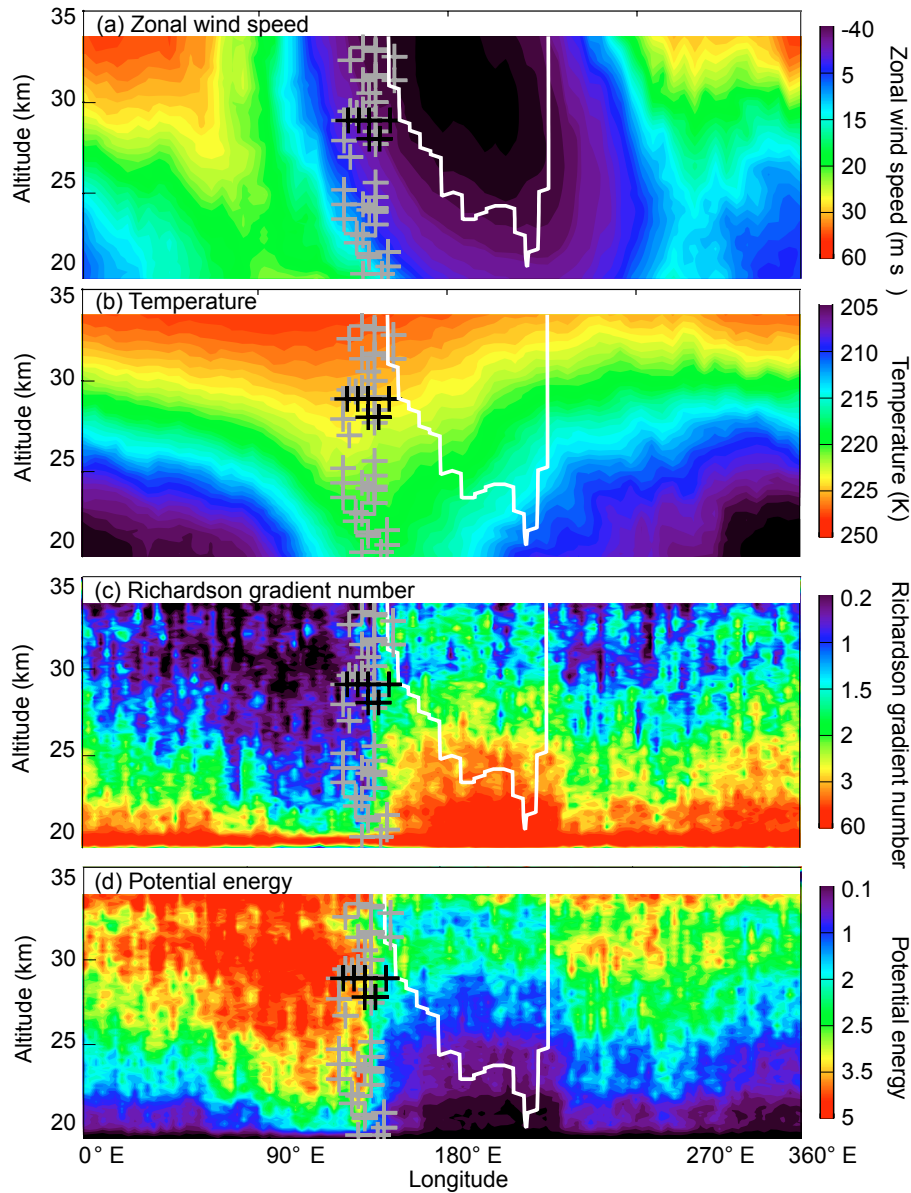 (a) Zonal wind speed
35
30
25
20
Altitude (km)
-40
5
15
20
30
60
Zonal wind speed (m s )
(b) Temperature
35
30
25
20
Altitude (km)
205
210
215
220
225
250
Temperature (K)
(c) Richardson gradient number
35
30
25
20
Altitude (km)
0.2
1
1.5
2
3
60
Richardson gradient number
(d) Potential energy
35
30
25
20
Altitude (km)
0.1
1
2
2.5
3.5
5
Potential energy
0 ° E 90 ° E 180 ° E 270 ° E 360 ° E
Longitude